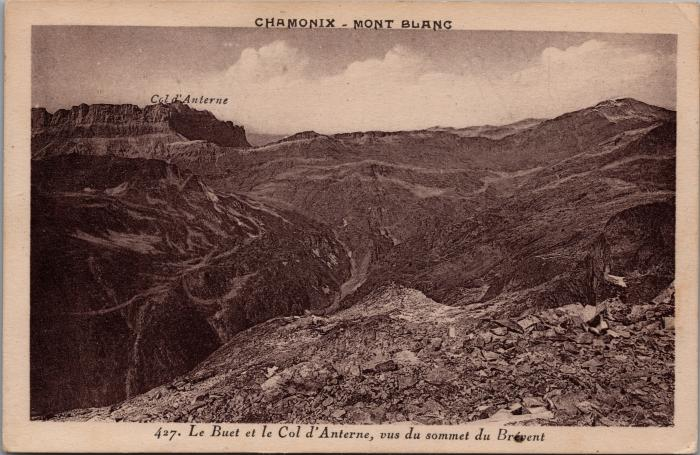 CHAMONIX - MONT BLANC
Col d'Anterne
427. Le Buet et le Col d'Anterne, vus du sommet du Brévent